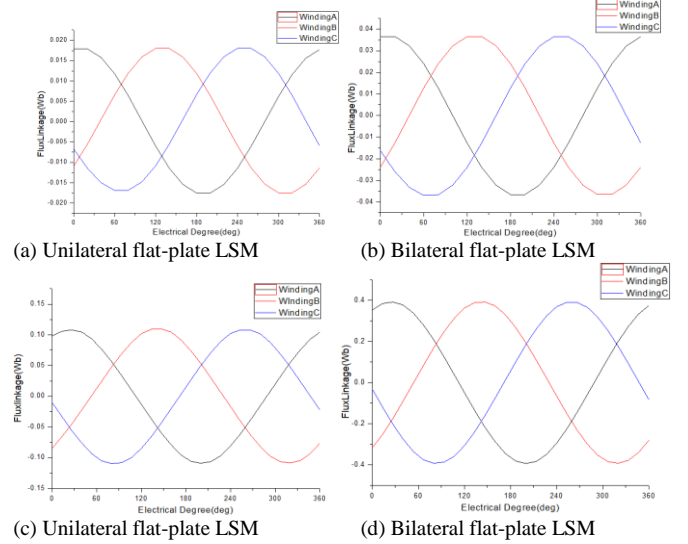 WindingA
WindingB
WindingC
0.020
0.015
0.010
0.005
0.000
-0.005
-0.010
-0.015
-0.020
FluxLinkage(Wb)
0
60
120
180
240
300
360
Electrical Degree(deg)
(a) Unilateral flat-plate LSM
WindingA
WindingB
WindingC
0.04
0.03
0.02
0.01
0.00
-0.01
-0.02
-0.03
-0.04
FluxLinkage(Wb)
0
60
120
180
240
300
360
Electrical Degree(deg)
(b) Bilateral flat-plate LSM
WindingA
WIndingB
WindingC
0.15
0.10
0.05
0.00
-0.05
-0.10
-0.15
Fluxlinkage(Wb)
0
60
120
180
240
300
360
Electrical Degree(deg)
(c) Unilateral flat-plate LSM
WindingA
WindingB
WindingC
0.4
0.2
0.0
-0.2
-0.4
FluxLinkage(Wb)
0
60
120
180
240
300
360
Electrical Degree(deg)
(d) Bilateral flat-plate LSM